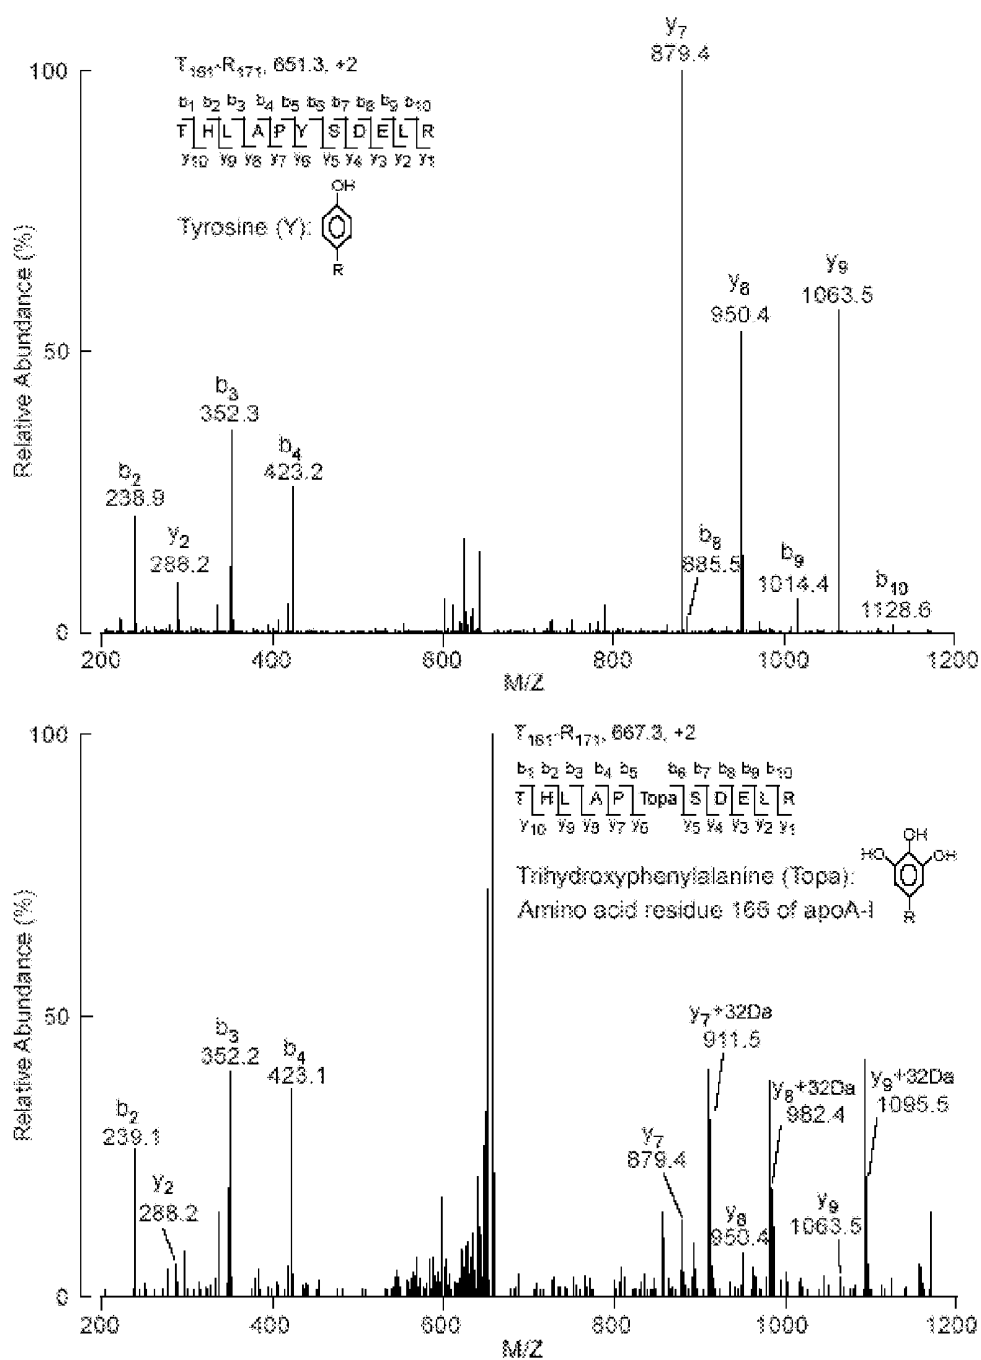 y7
879.4
100
T161-R171, 651.3, +2
b1 b2 b3 b4 b5 b6 b7 b8 b9 b10
T H L A P Y S D E L R
y10 y9 y8 y7 y6 y5 y4 y3 y2 y1
OH
Tyrosine (Y):
R
y9
1063.5
y8
950.4
50
b3
352.3
b4
423.2
b2
238.9
y2
288.2
b8
885.5
b9
1014.4
b10
1128.6
0
200 400 600 800 1000 1200
M/Z
Relative Abundance (%)
100
T161-R171, 667.3, +2
b1 b2 b3 b4 b5 b6 b7 b8 b9 b10
T H L A P Topa S D E L R
y10 y9 y8 y7 y6 y5 y4 y3 y2 y1
OH
HO OH
Trihydroxyphenylalanine (Topa):
R
Amino acid residue 166 of apoA-I
50
y7+32Da
911.5
b3
352.2
b4
423.1
y8+32Da
982.4
y9+32Da
1095.5
b2
239.1
y7
879.4
y2
288.2
y8
950.4
y9
1063.5
0
200 400 600 800 1000 1200
M/Z
Relative Abundance (%)